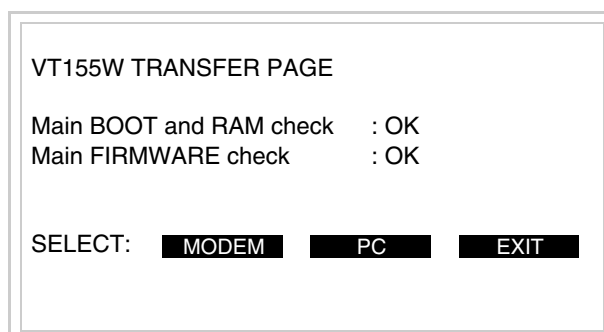 VT155W TRANSFER PAGE
Main BOOT and RAM check : OK
Main FIRMWARE check : OK
SELECT: MODEM PC EXIT